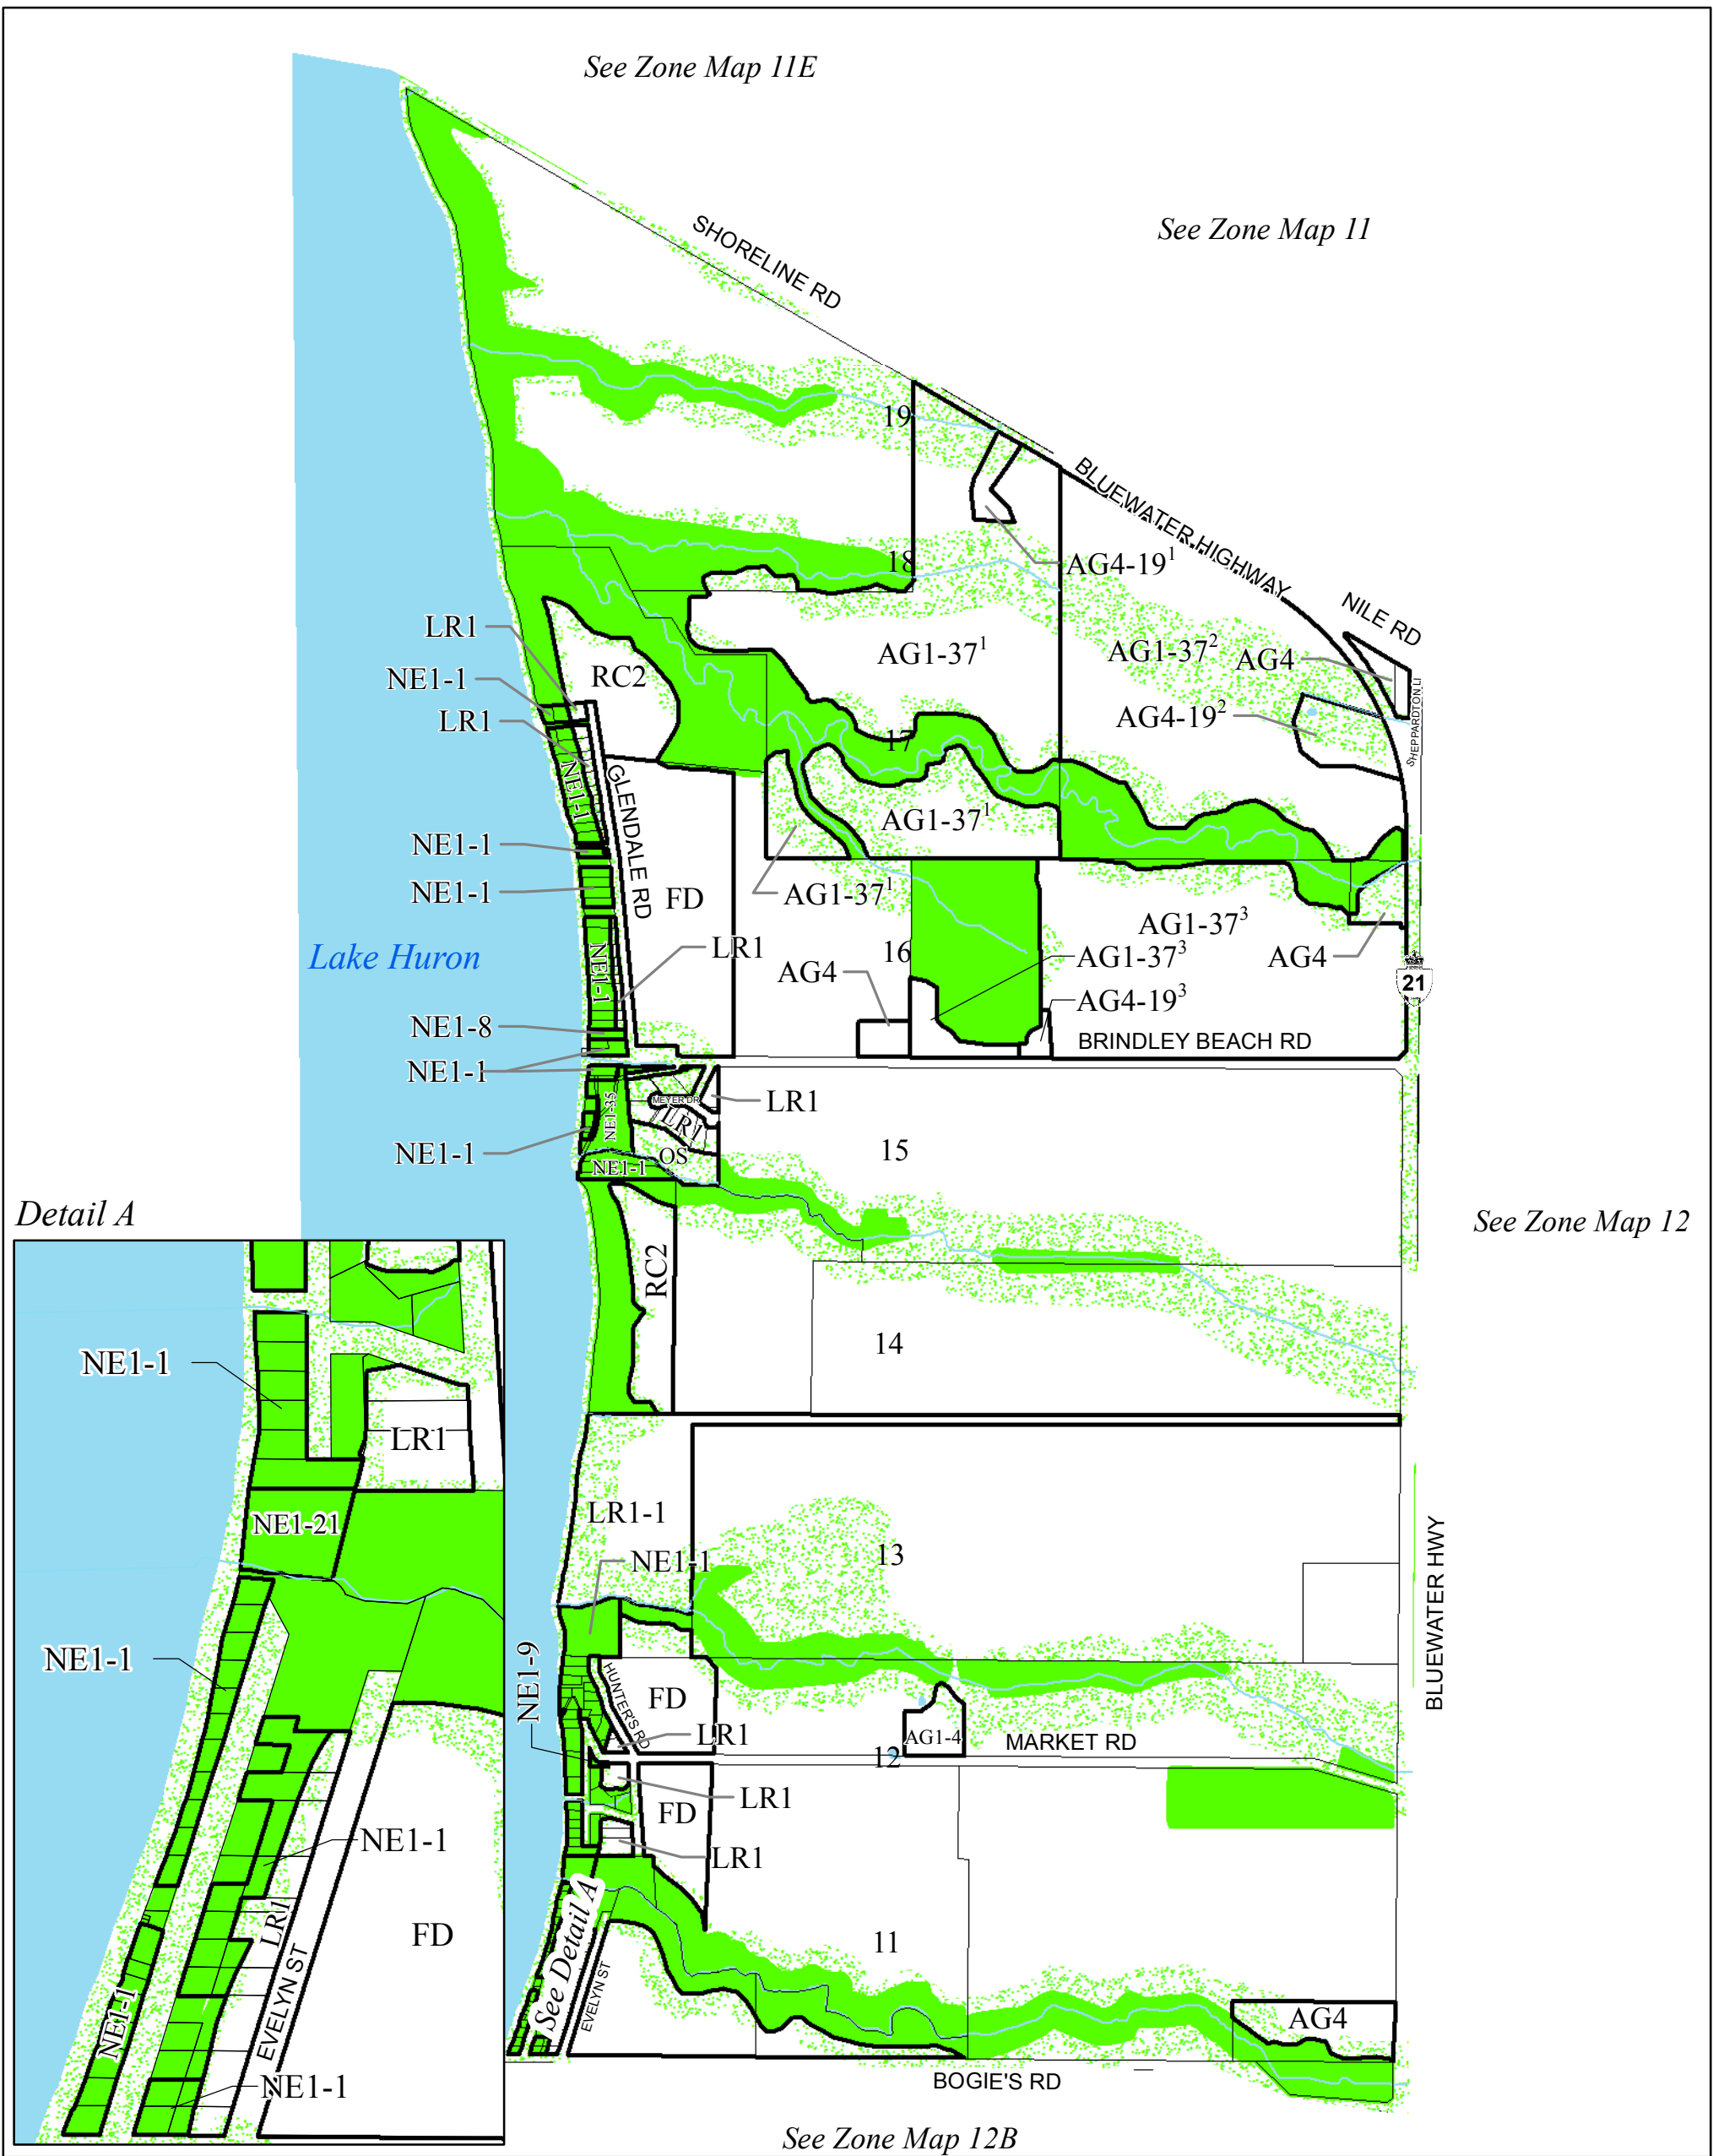 See Zone Map 11E
See Zone Map 11
SHORELINE RD
19
BLUEWATER HIGHWAY
18
AG4-19¹
NILE RD
LR1
AG1-37¹
AG1-37²
AG4
RC2
NE1-1
SHEPPARDTON LI
LR1
AG4-19²
17
NE1-1
GLENDALE RD
AG1-37¹
NE1-1
NE1-1
FD
AG1-37¹
AG1-37³
LR1
16
AG1-37³
AG4
Lake Huron
AG4
NE1-1
21
AG4-19³
NE1-8
BRINDLEY BEACH RD
NE1-1
LR1
MEYER DR
NE1-35
LR1
15
NE1-1
OS
NE1-1
Detail A
See Zone Map 12
RC2
14
NE1-1
LR1
LR1-1
NE1-21
13
NE1-1
BLUEWATER HWY
NE1-1
NE1-9
HUNTER'S RD
FD
LR1
AG1-4
MARKET RD
12
LR1
FD
NE1-1
LR1
LR1
FD
EVELYN ST
NE1-1
NE1-1
See Detail A
EVELYN ST
11
AG4
BOGIE'S RD
See Zone Map 12B